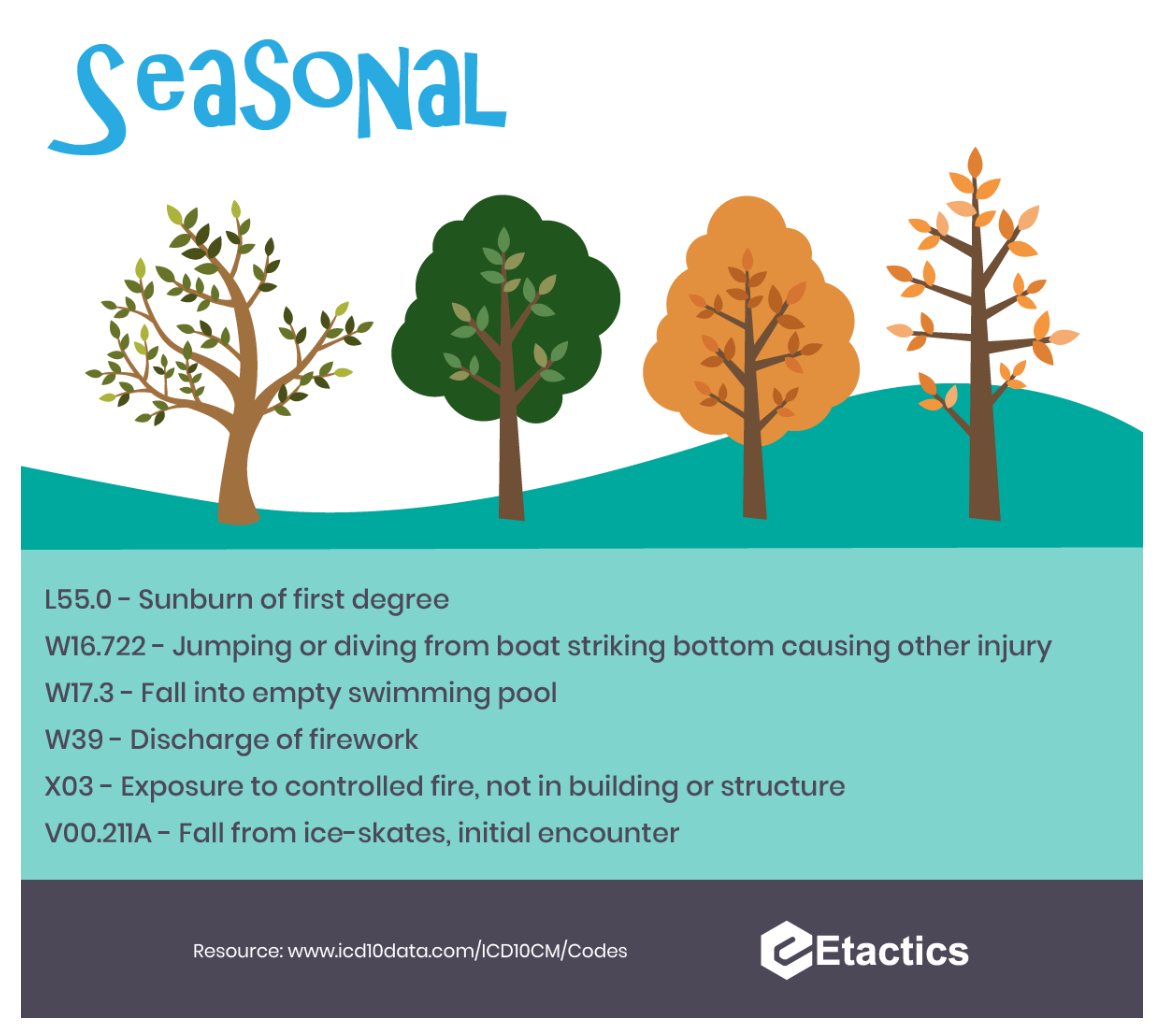 Seasonal
L55.0 - Sunburn of first degree
W16.722 - Jumping or diving from boat striking bottom causing other injury
W17.3 - Fall into empty swimming pool
W39 - Discharge of firework
X03 - Exposure to controlled fire, not in building or structure
V00.211A - Fall from ice-skates, initial encounter
Resource: www.icd10data.com/ICD10CM/Codes
Etactics